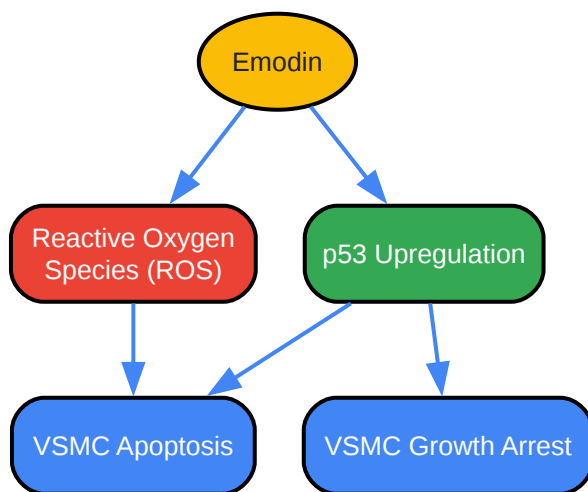 Emodin
Reactive Oxygen
Species (ROS)
p53 Upregulation
VSMC Apoptosis
VSMC Growth Arrest